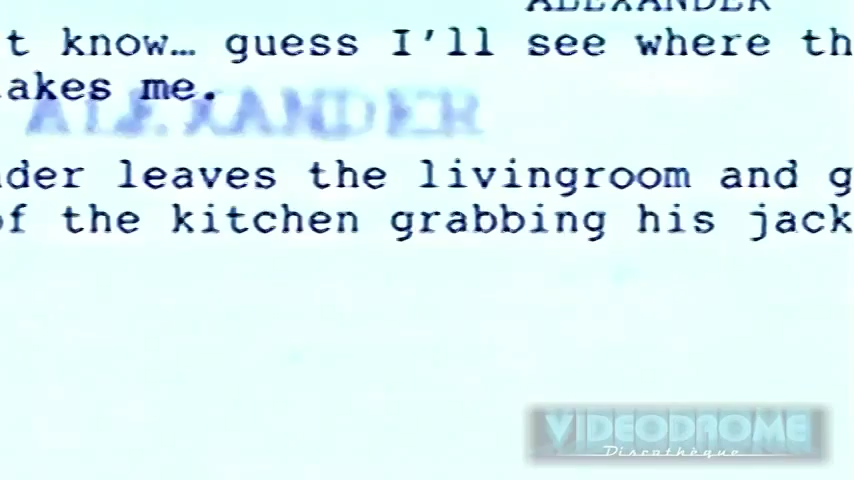 ALEXANDER
t know… guess I'll see where th
akes me.
ALEXANDER
der leaves the livingroom and g
of the kitchen grabbing his jack
VIDEODROME
Discothèque